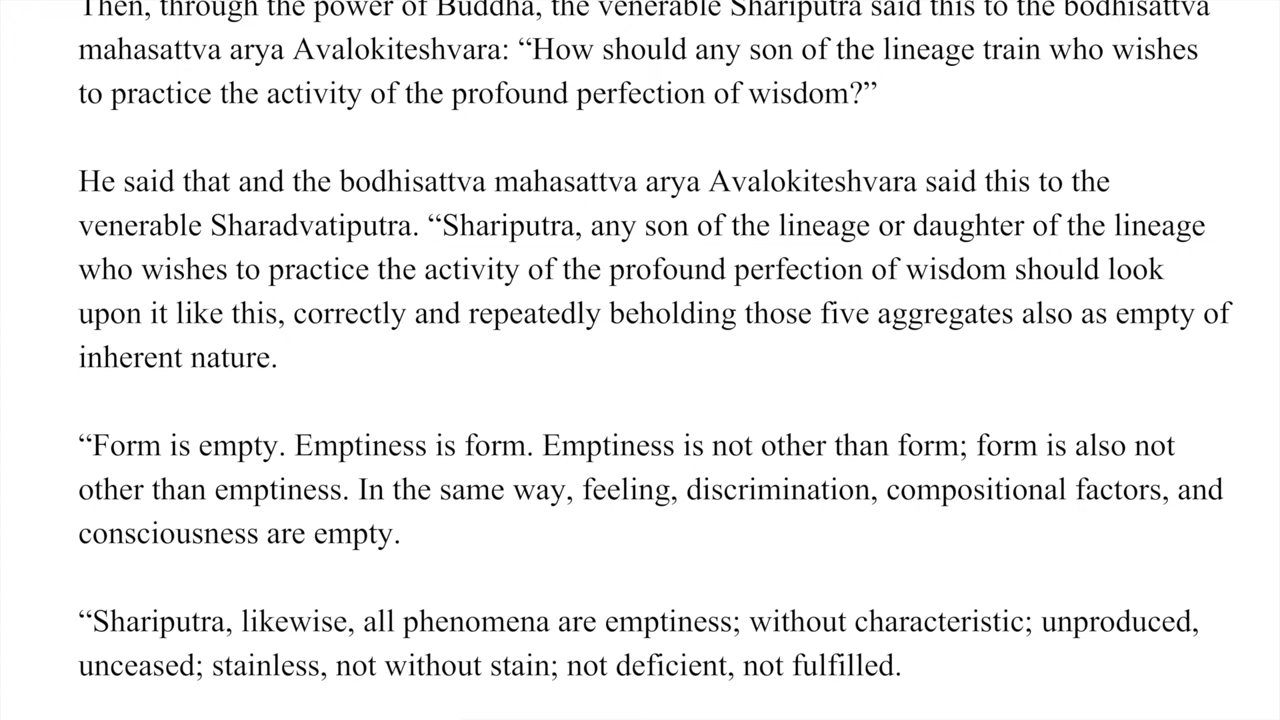 Then, through the power of Buddha, the venerable Shariputra said this to the bodhisattva
mahasattva arya Avalokiteshvara: “How should any son of the lineage train who wishes
to practice the activity of the profound perfection of wisdom?”
He said that and the bodhisattva mahasattva arya Avalokiteshvara said this to the
venerable Sharadvatiputra. “Shariputra, any son of the lineage or daughter of the lineage
who wishes to practice the activity of the profound perfection of wisdom should look
upon it like this, correctly and repeatedly beholding those five aggregates also as empty of
inherent nature.
“Form is empty. Emptiness is form. Emptiness is not other than form; form is also not
other than emptiness. In the same way, feeling, discrimination, compositional factors, and
consciousness are empty.
“Shariputra, likewise, all phenomena are emptiness; without characteristic; unproduced,
unceased; stainless, not without stain; not deficient, not fulfilled.